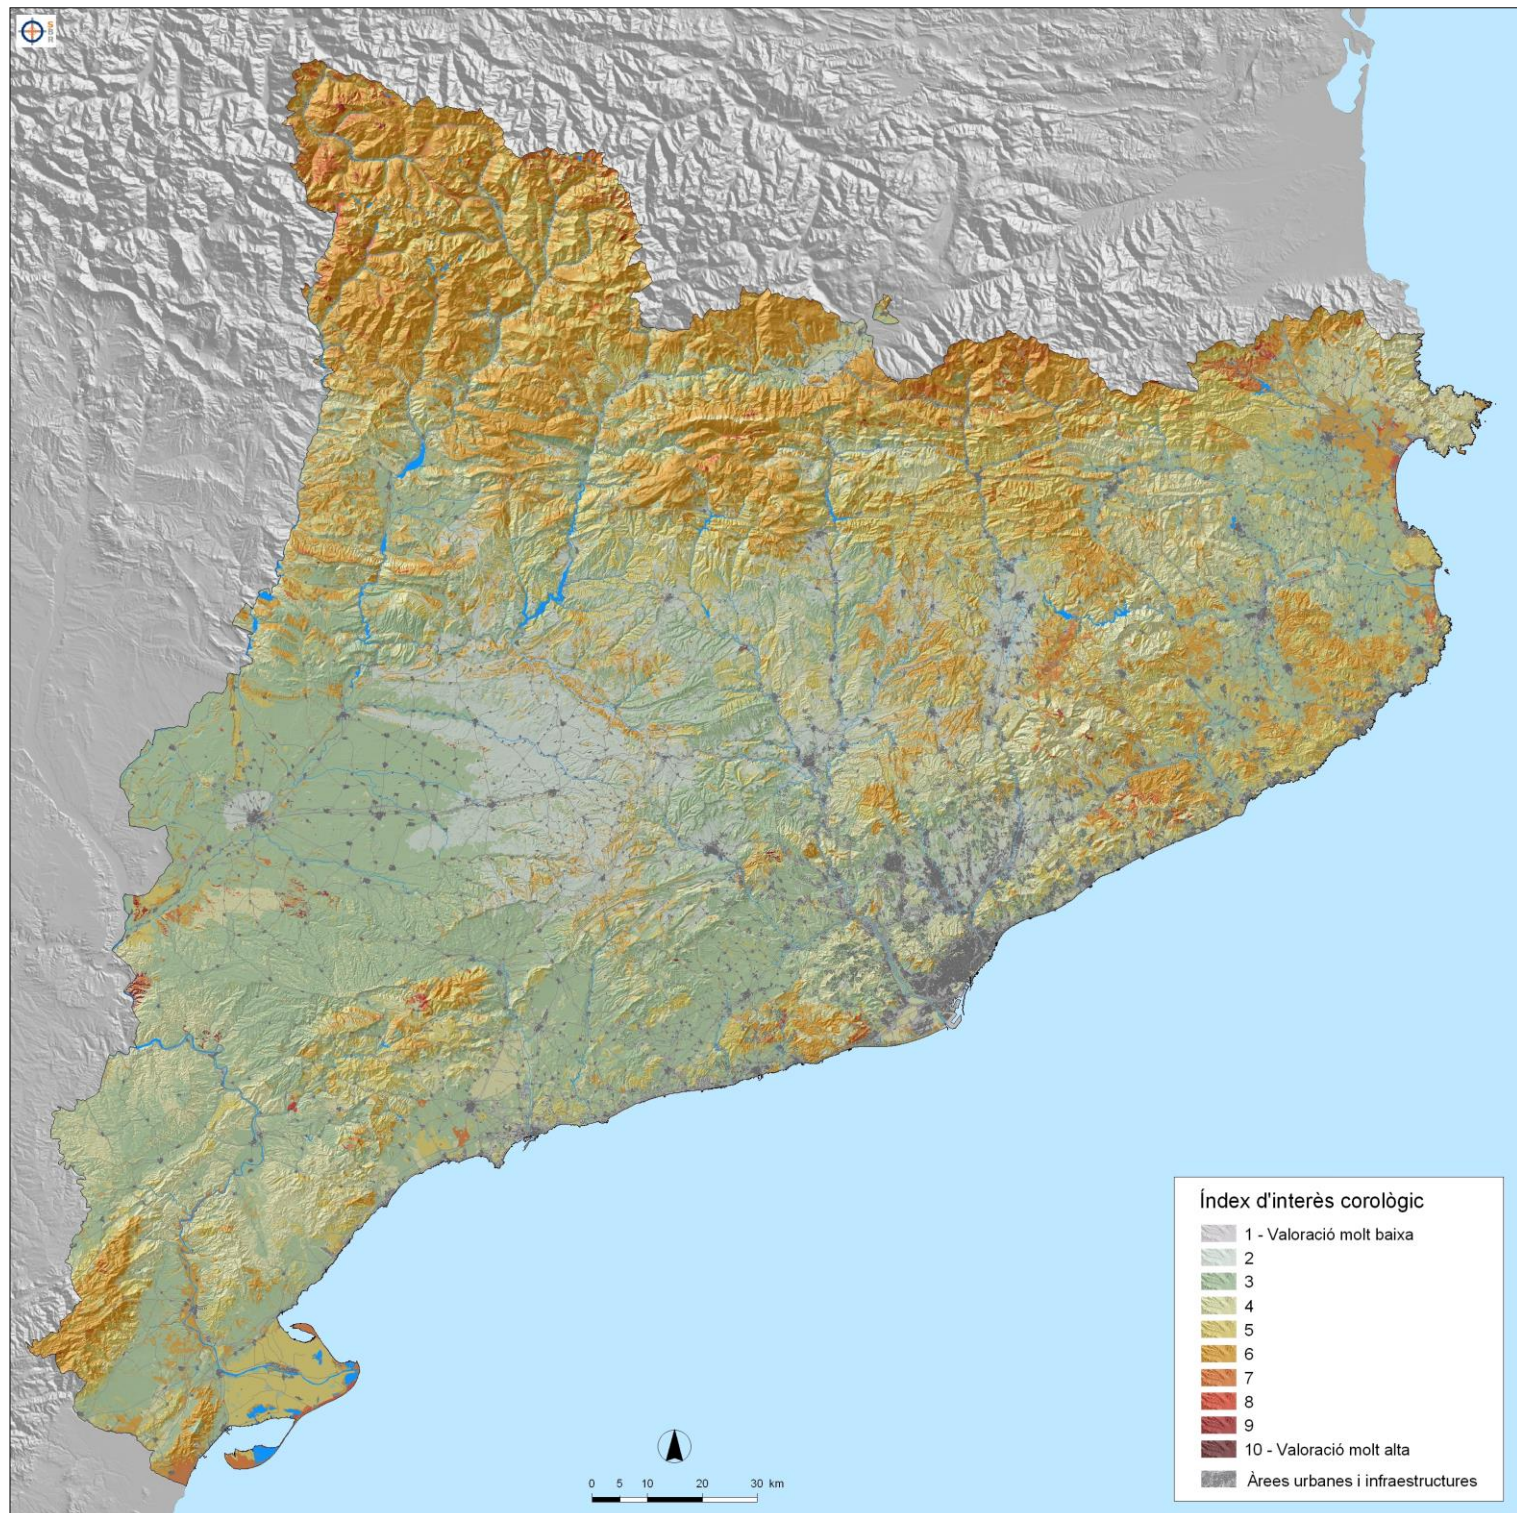 Índex d'interès corològic
1 - Valoració molt baixa
2
3
4
5
6
7
8
9
10 - Valoració molt alta
Àrees urbanes i infraestructures
0 5 10 20 30 km